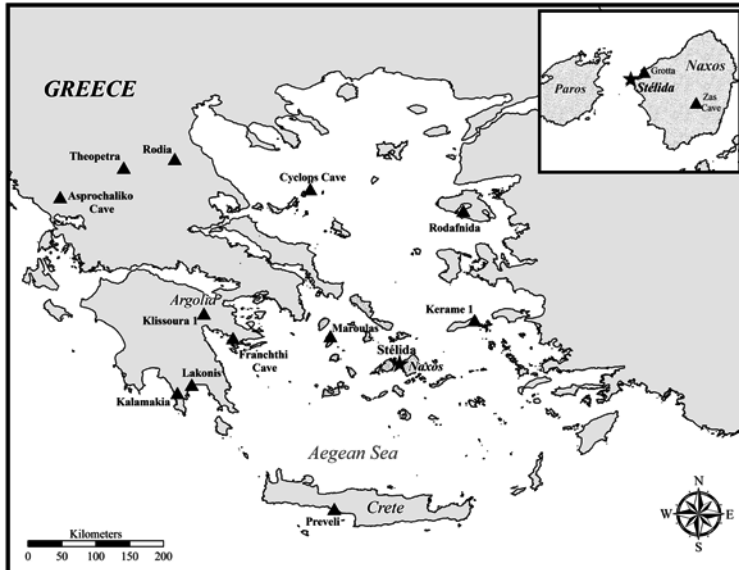 GREECE
Naxos
Grotta
Stélida
Paros
Zas
Cave
Rodia
Theopetra
Cyclops Cave
Asprochaliko
Cave
Rodafnida
Argolid
Klissoura 1
Kerame 1
Maroulas
Franchthi
Cave
Stélida
Naxos
Lakonis
Kalamakia
Aegean Sea
Crete
Preveli
N
W
E
S
Kilometers
0 50 100 150 200